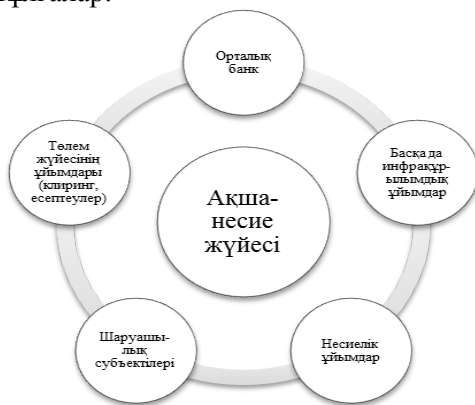 Орталық
банк
Басқа да
инфрақұр-
ылымдық
ұйымдар
Несиелік
ұйымдар
Шаруашы-
лық
субъектілері
Төлем
жүйесінің
ұйымдары
(клиринг,
есептеулер)
Ақша-
несие
жүйесі